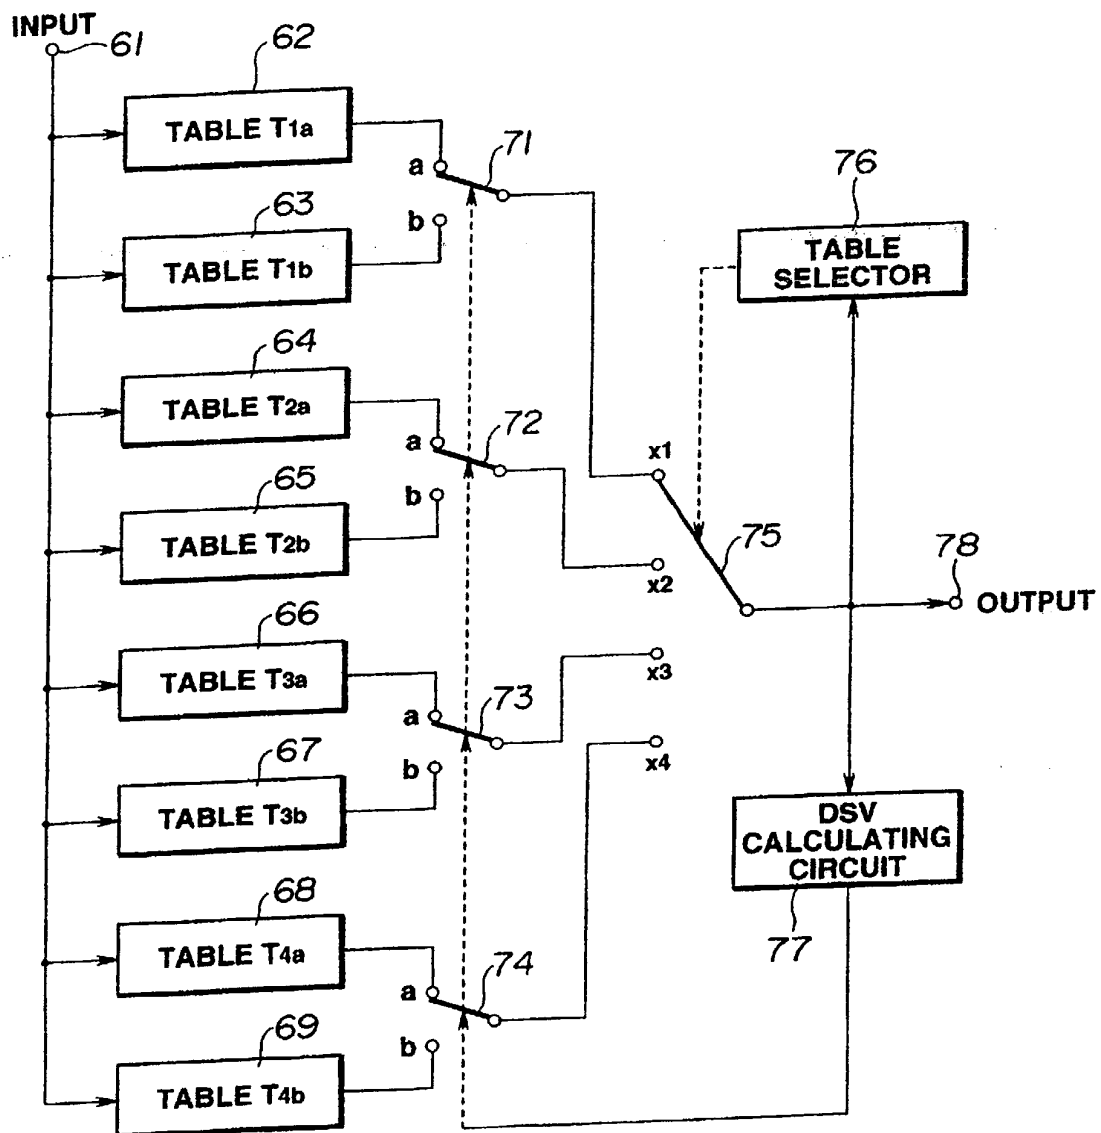 INPUT
61
62
TABLE T1a
71
a
b
63
TABLE T1b
76
TABLE
SELECTOR
64
TABLE T2a
72
a
b
65
TABLE T2b
x1
75
x2
78
OUTPUT
66
TABLE T3a
73
a
b
x3
x4
67
TABLE T3b
DSV
CALCULATING
CIRCUIT
77
68
TABLE T4a
74
a
b
69
TABLE T4b